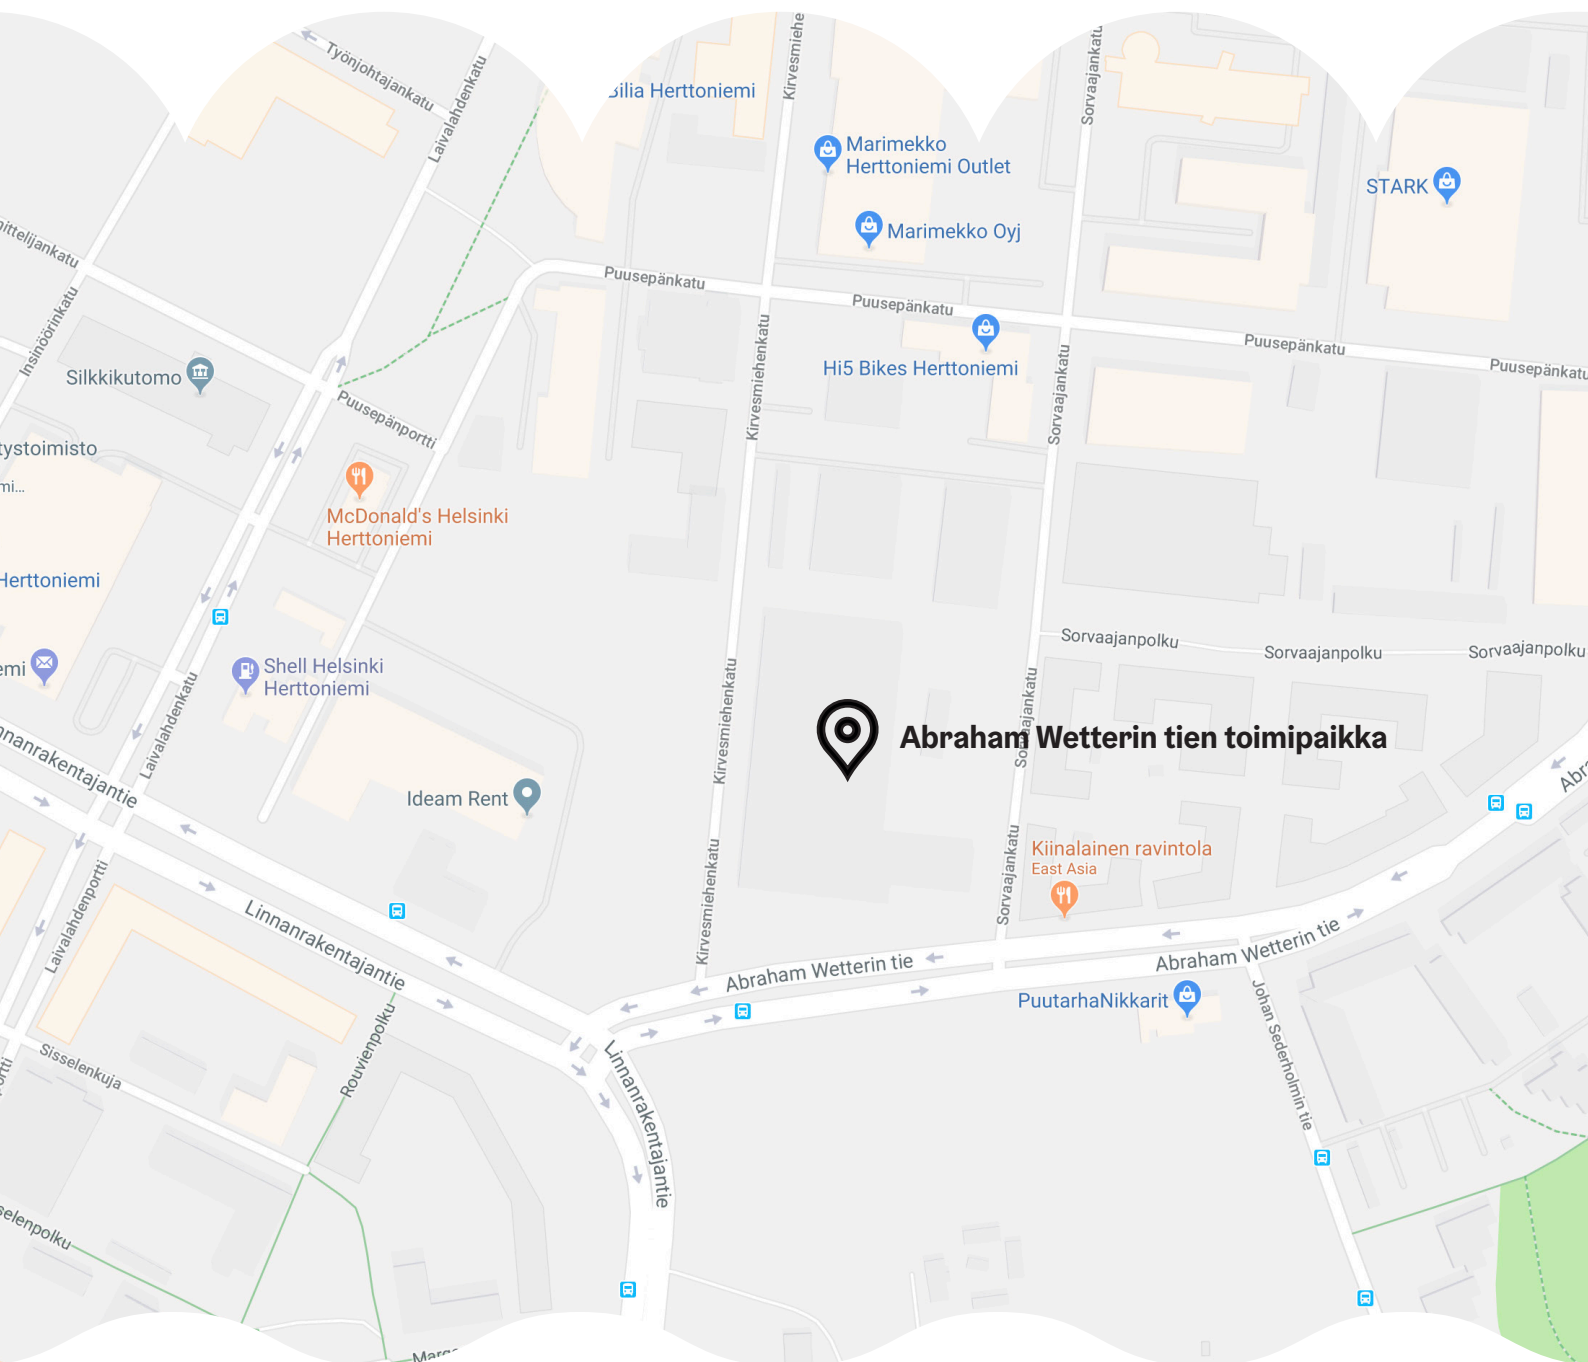 Työnjohtajankatu
Laivalahdenkatu
Bilia Herttoniemi
Sorvaajankatu
Marimekko
Herttoniemi Outlet
Marimekko Oyj
STARK
Puusepänkatu
Puusepänkatu
Puusepänkatu
Puusepänkatu
Insinöörinkatu
Kirvesmiehenkatu
Sorvaajankatu
Silkkikutomo
Hi5 Bikes Herttoniemi
Puusepänportti
McDonald's Helsinki
Herttoniemi
Herttoniemi
Sorvaajanpolku
Sorvaajanpolku
Sorvaajanpolku
Shell Helsinki
Herttoniemi
Laivalahdenkatu
Kirvesmiehenkatu
Sorvaajankatu
Abraham Wetterin tien toimipaikka
Ideam Rent
Kirvesmiehenkatu
Sorvaajankatu
Kiinalainen ravintola
East Asia
Laivalahdenportti
Linnanrakentajantie
Abraham Wetterin tie
Abraham Wetterin tie
PuutarhaNikkarit
Johan Sederholmin tie
Sisselenkuja
Rouvienpolku
Linnanrakentajantie